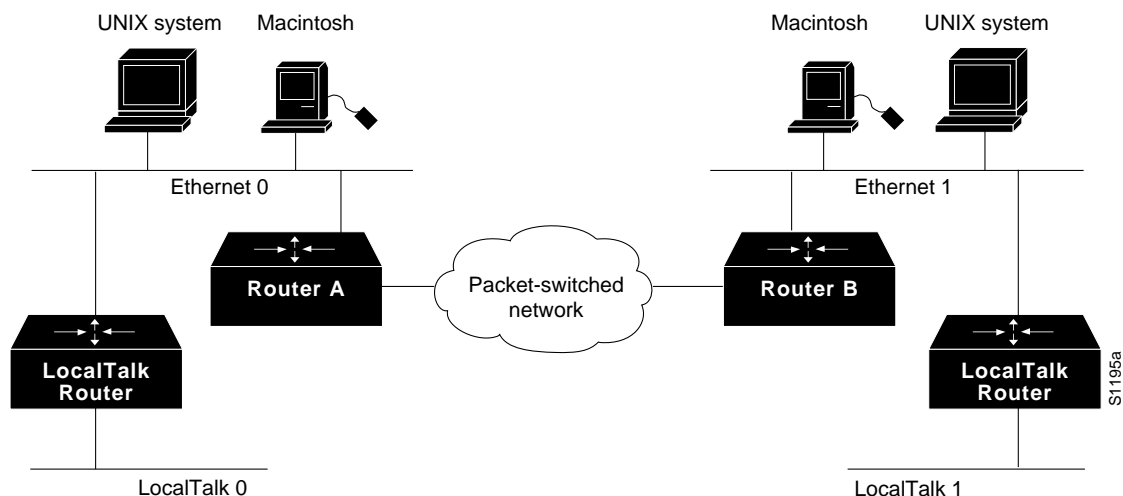 UNIX system
Macintosh
Macintosh
UNIX system
Ethernet 0
Ethernet 1
Router A
Packet-switched
network
Router B
LocalTalk
Router
LocalTalk
Router
S1195a
LocalTalk 0
LocalTalk 1